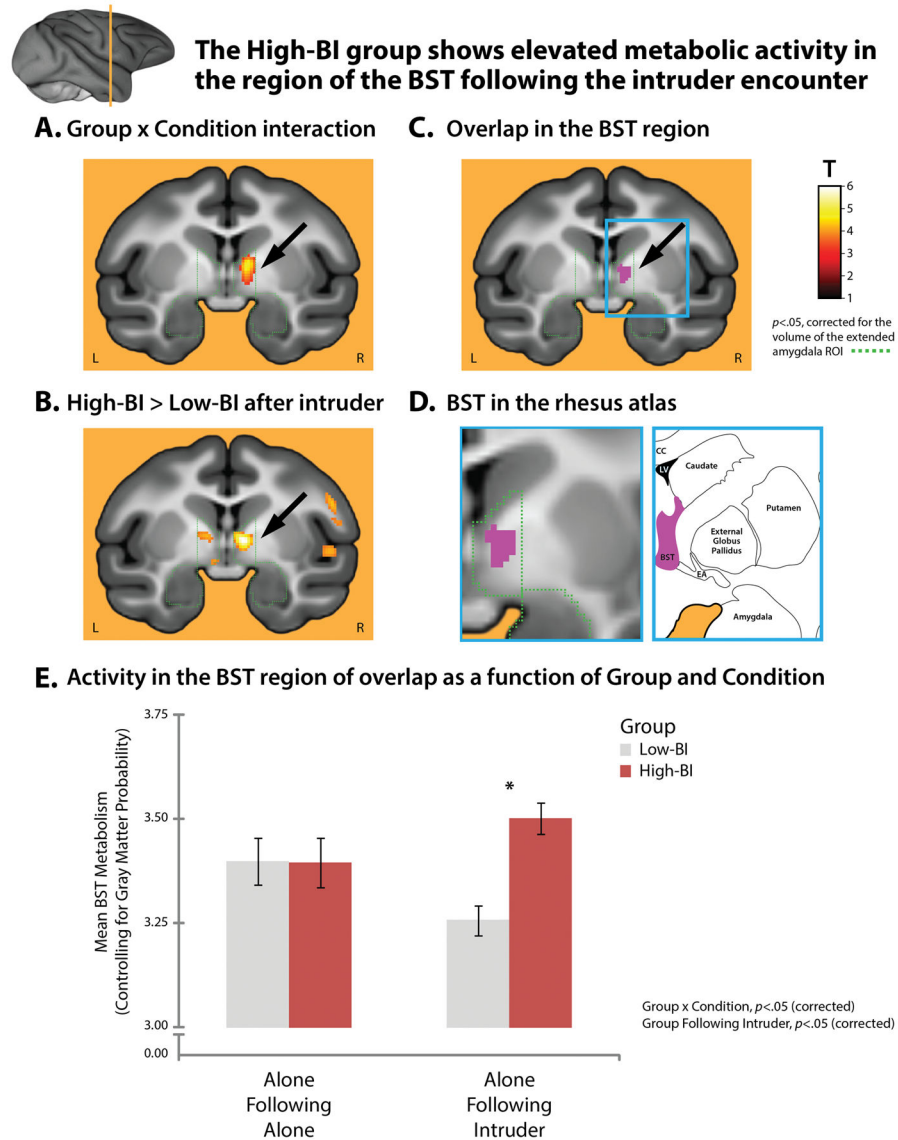 The High-BI group shows elevated metabolic activity in
the region of the BST following the intruder encounter
A. Group x Condition interaction
L
R
C. Overlap in the BST region
L
R
T
6
5
4
3
2
1
p<.05, corrected for the
volume of the extended
amygdala ROI
B. High-BI > Low-BI after intruder
L
R
D. BST in the rhesus atlas
CC
LV
Caudate
Putamen
External
Globus
Pallidus
BST
EA
Amygdala
E. Activity in the BST region of overlap as a function of Group and Condition
Mean BST Metabolism
(Controlling for Gray Matter Probability)
3.75
3.50
3.25
3.00
0.00
Group
Low-BI
High-BI
*
Group x Condition, p<.05 (corrected)
Group Following Intruder, p<.05 (corrected)
Alone
Following
Alone
Alone
Following
Intruder